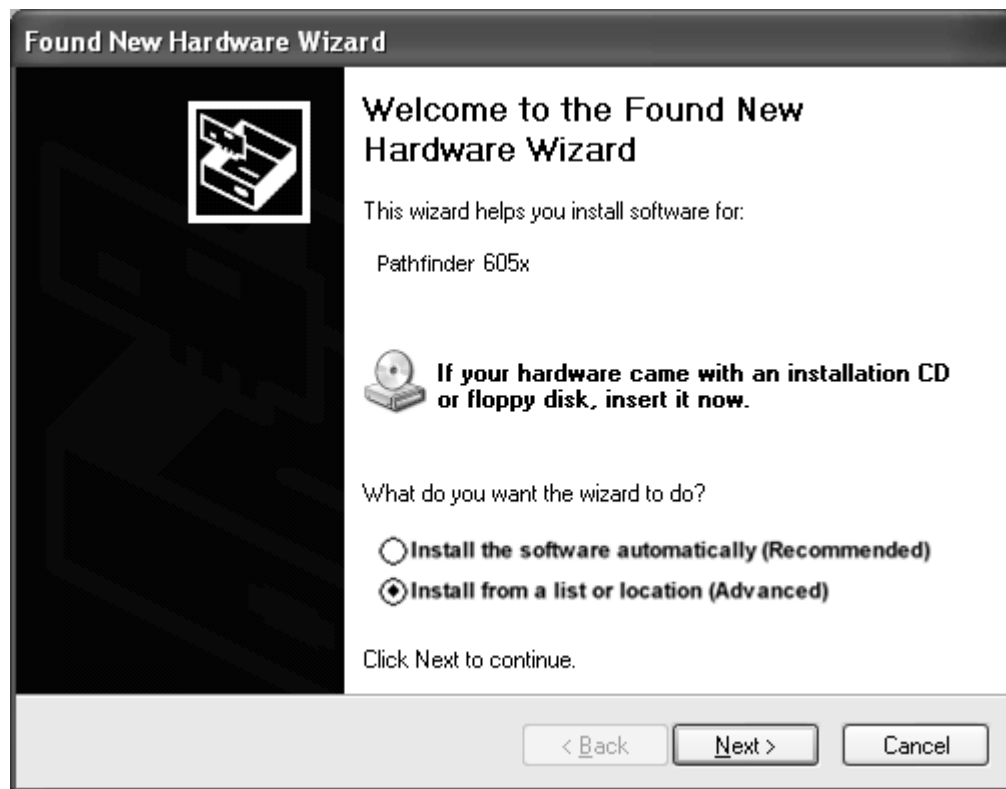 Found New Hardware Wizard
Welcome to the Found New
Hardware Wizard
This wizard helps you install software for:
Pathfinder 605x
If your hardware came with an installation CD
or floppy disk, insert it now.
What do you want the wizard to do?
Install the software automatically (Recommended)
Install from a list or location (Advanced)
Click Next to continue.
< Back
Next >
Cancel